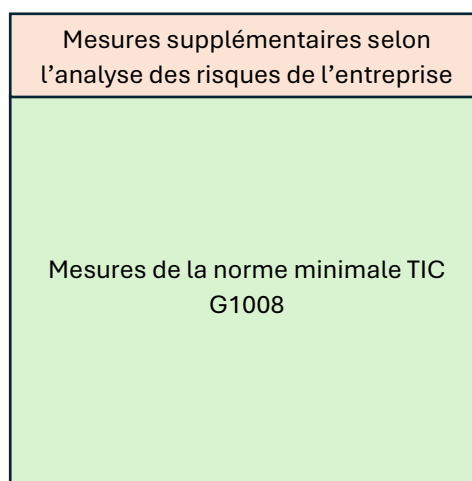 Mesures supplémentaires selon
l’analyse des risques de l’entreprise
Mesures de la norme minimale TIC
G1008